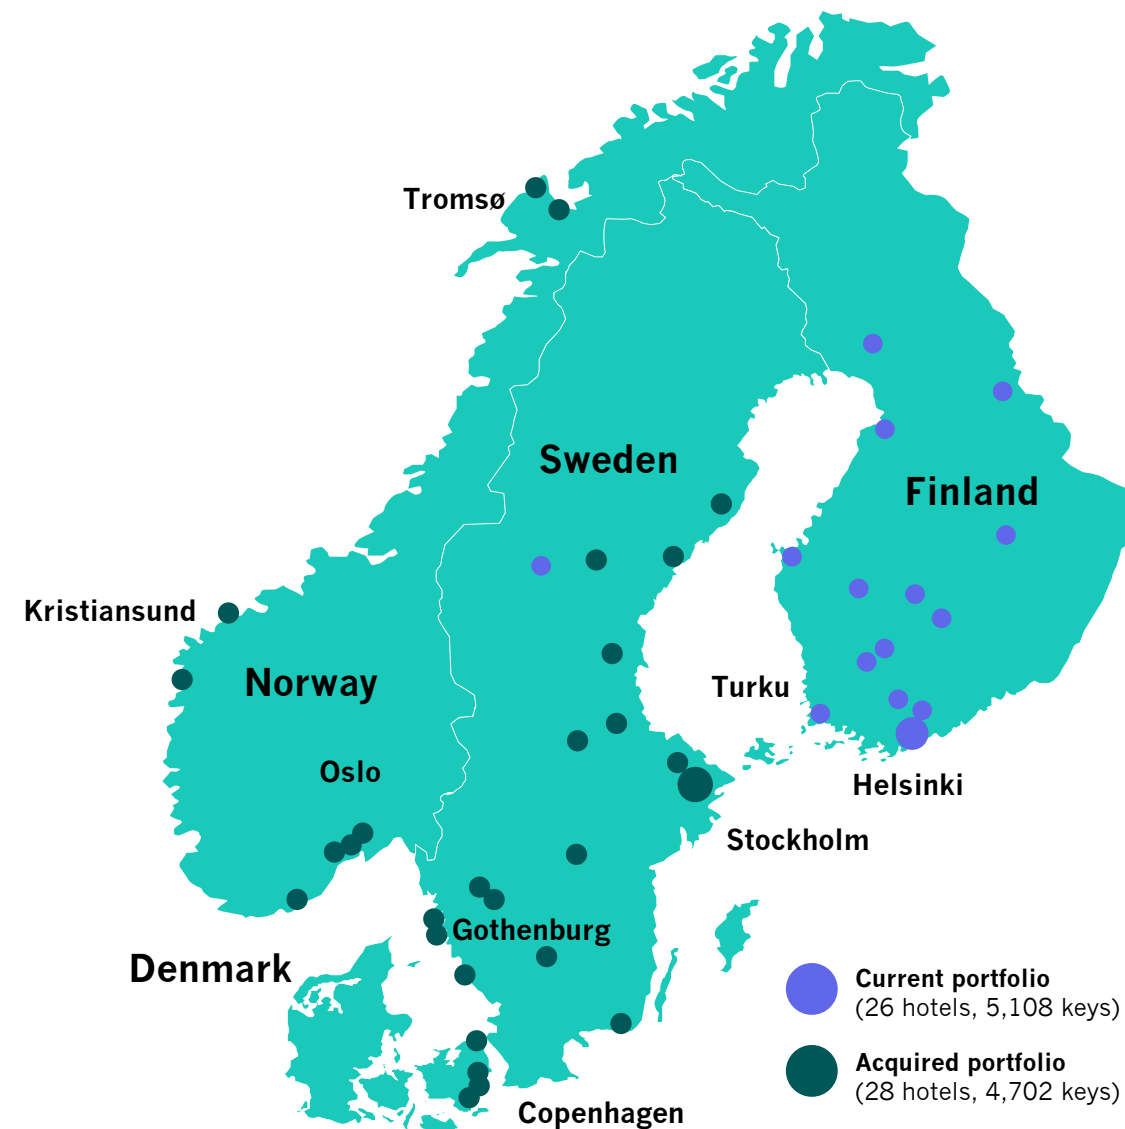 Tromsø
Sweden
Finland
Kristiansund
Norway
Turku
Oslo
Helsinki
Stockholm
Gothenburg
Denmark
Current portfolio
(26 hotels, 5,108 keys)
Acquired portfolio
(28 hotels, 4,702 keys)
Copenhagen